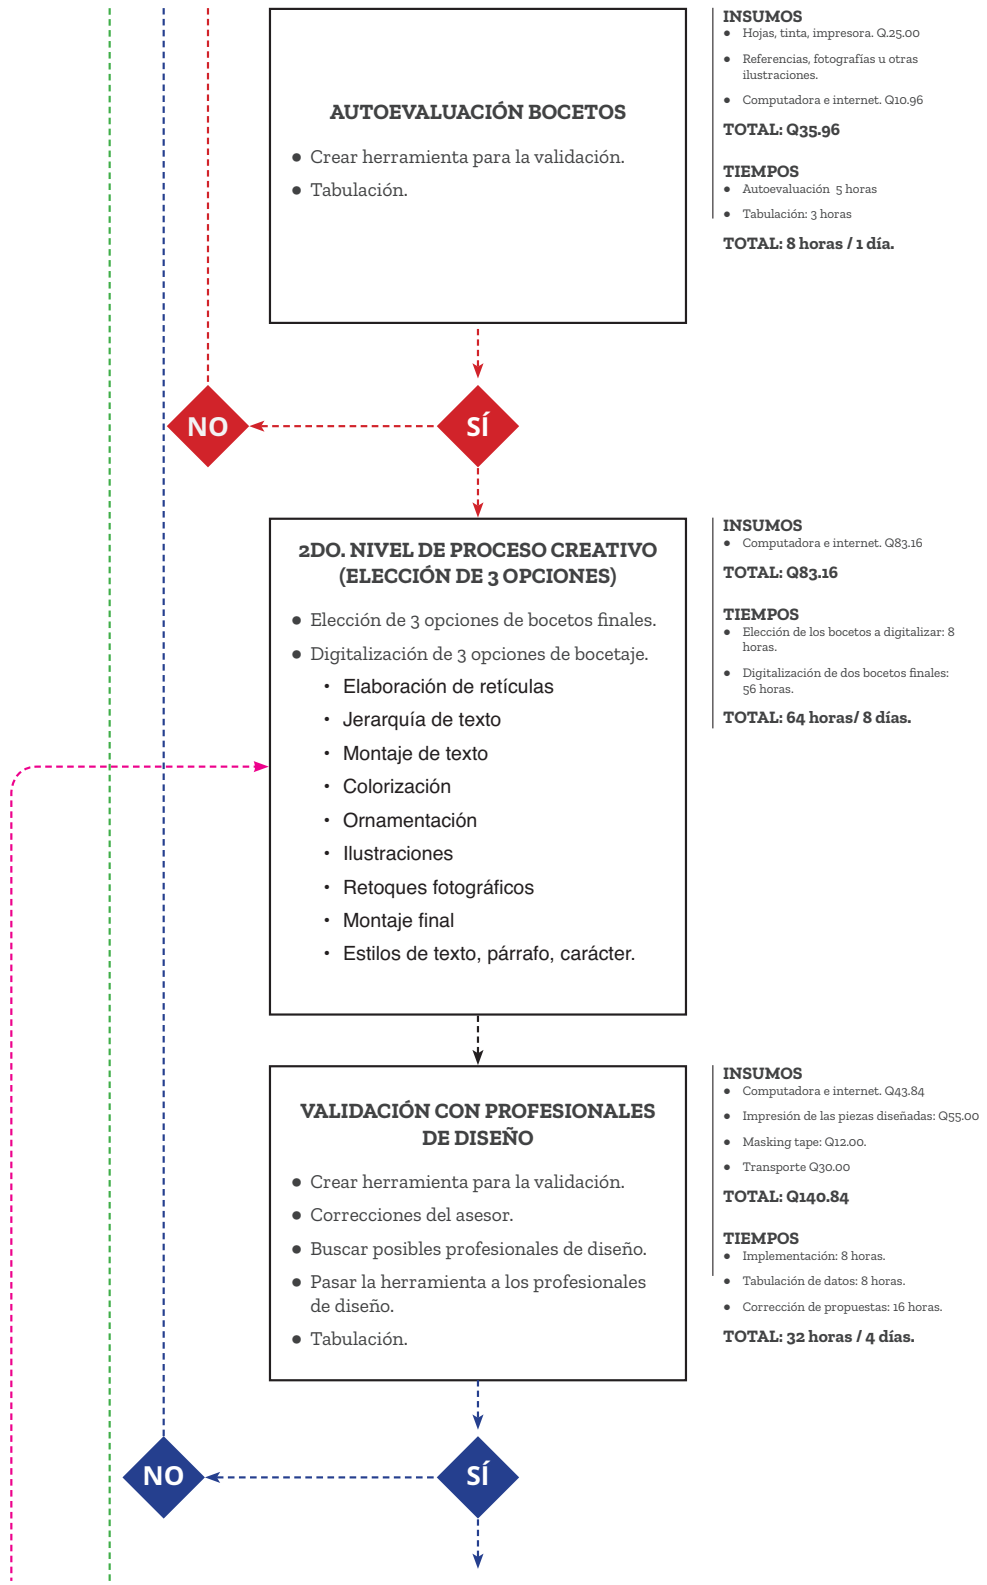 AUTOEVALUACIÓN BOCETOS
● Crear herramienta para la validación.
● Tabulación.
INSUMOS
● Hojas, tinta, impresora. Q.25.00
● Referencias, fotografías u otras
ilustraciones.
● Computadora e internet. Q10.96
TOTAL: Q35.96
TIEMPOS
● Autoevaluación 5 horas
● Tabulación: 3 horas
TOTAL: 8 horas / 1 día.
NO
SÍ
2DO. NIVEL DE PROCESO CREATIVO
(ELECCIÓN DE 3 OPCIONES)
● Elección de 3 opciones de bocetos finales.
● Digitalización de 3 opciones de bocetaje.
• Elaboración de retículas
• Jerarquía de texto
• Montaje de texto
• Colorización
• Ornamentación
• Ilustraciones
• Retoques fotográficos
• Montaje final
• Estilos de texto, párrafo, carácter.
INSUMOS
● Computadora e internet. Q83.16
TOTAL: Q83.16
TIEMPOS
● Elección de los bocetos a digitalizar: 8
horas.
● Digitalización de dos bocetos finales:
56 horas.
TOTAL: 64 horas/ 8 días.
VALIDACIÓN CON PROFESIONALES
DE DISEÑO
● Crear herramienta para la validación.
● Correcciones del asesor.
● Buscar posibles profesionales de diseño.
● Pasar la herramienta a los profesionales
de diseño.
● Tabulación.
INSUMOS
● Computadora e internet. Q43.84
● Impresión de las piezas diseñadas: Q55.00
● Masking tape: Q12.00.
● Transporte Q30.00
TOTAL: Q140.84
TIEMPOS
● Implementación: 8 horas.
● Tabulación de datos: 8 horas.
● Corrección de propuestas: 16 horas.
TOTAL: 32 horas / 4 días.
NO
SÍ